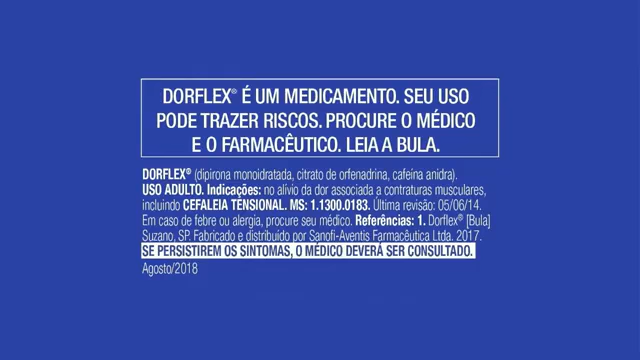 DORFLEX® É UM MEDICAMENTO. SEU USO
PODE TRAZER RISCOS. PROCURE O MÉDICO
E O FARMACÊUTICO. LEIA A BULA.
DORFLEX® (dipirona monoidratada, citrato de orfenadrina, cafeína anidra).
USO ADULTO. Indicações: no alívio da dor associada a contraturas musculares,
incluindo CEFALEIA TENSIONAL. MS: 1.1300.0183. Última revisão: 05/06/14.
Em caso de febre ou alergia, procure seu médico. Referências: 1. Dorflex® [Bula]
Suzano, SP. Fabricado e distribuído por Sanofi-Aventis Farmacêutica Ltda. 2017.
SE PERSISTIREM OS SINTOMAS, O MÉDICO DEVERÁ SER CONSULTADO.
Agosto/2018